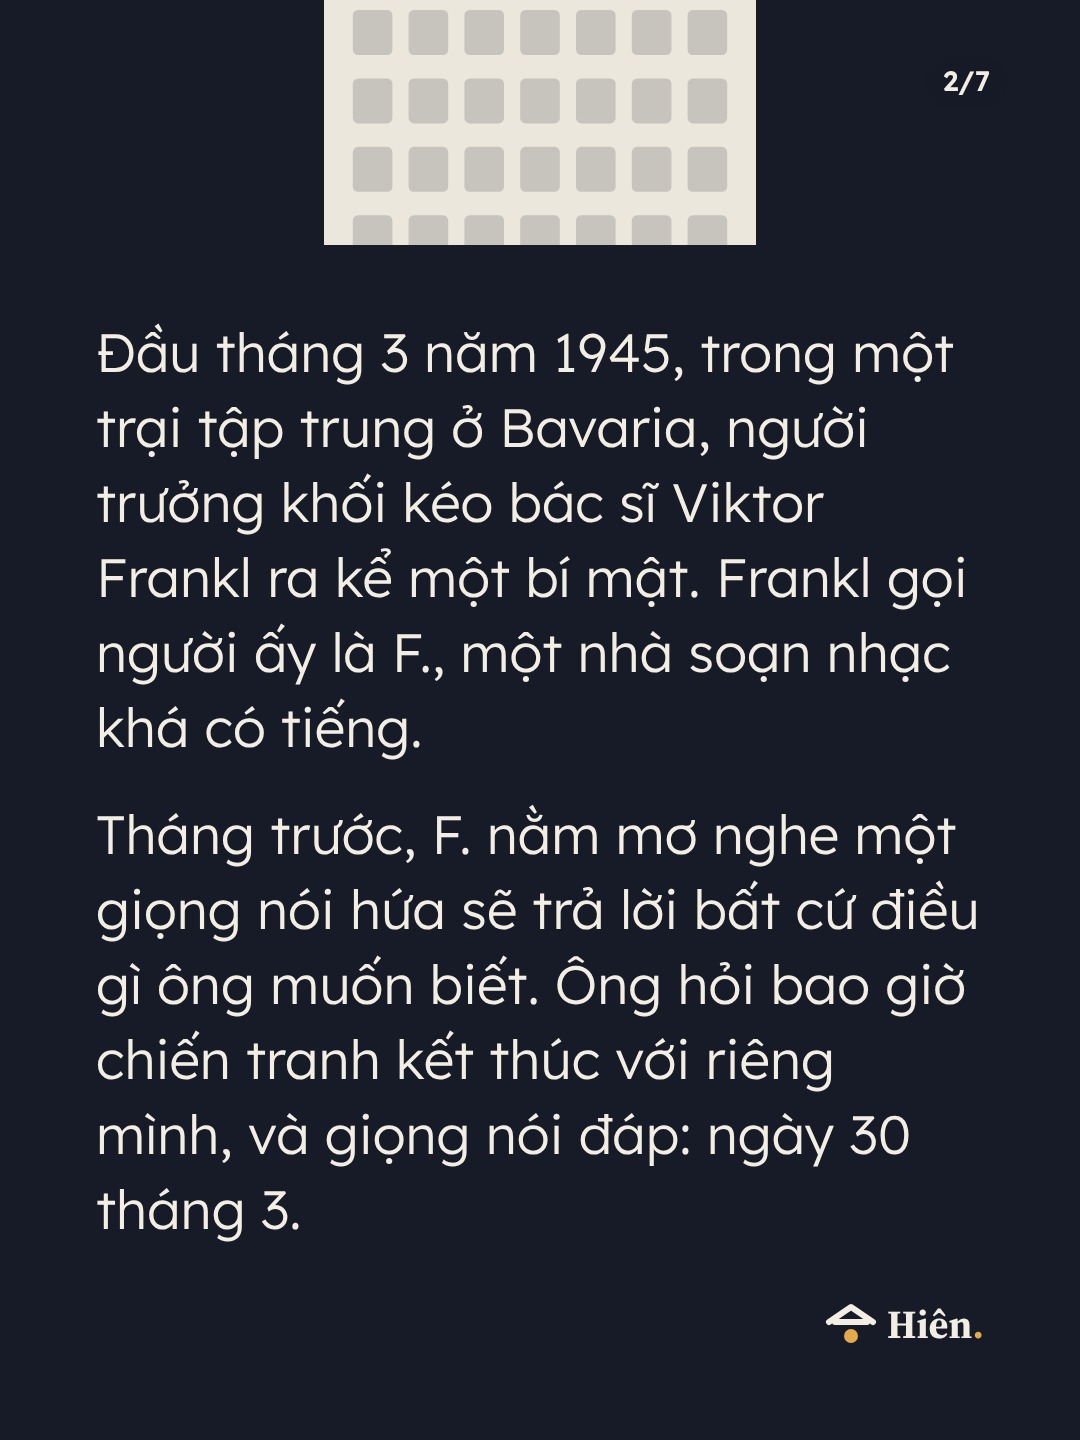 2/7
Đầu tháng 3 năm 1945, trong một
trại tập trung ở Bavaria, người
trưởng khối kéo bác sĩ Viktor
Frankl ra kể một bí mật. Frankl gọi
người ấy là F., một nhà soạn nhạc
khá có tiếng.
Tháng trước, F. nằm mơ nghe một
giọng nói hứa sẽ trả lời bất cứ điều
gì ông muốn biết. Ông hỏi bao giờ
chiến tranh kết thúc với riêng
mình, và giọng nói đáp: ngày 30
tháng 3.
Hiên.